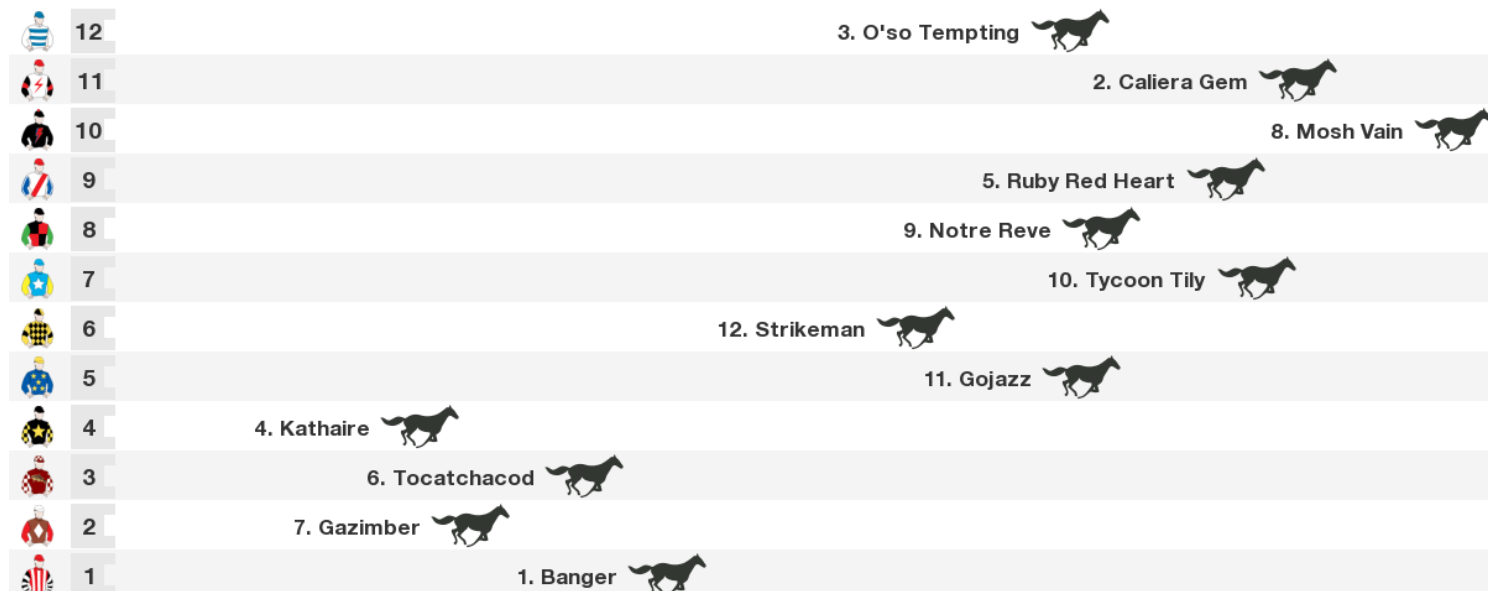 12 3. O'so Tempting
11 2. Caliera Gem
10 8. Mosh Vain
9 5. Ruby Red Heart
8 9. Notre Reve
7 10. Tycoon Tily
6 12. Strikeman
5 11. Gojazz
4 4. Kathaire
3 6. Tocatchacod
2 7. Gazimber
1 1. Banger